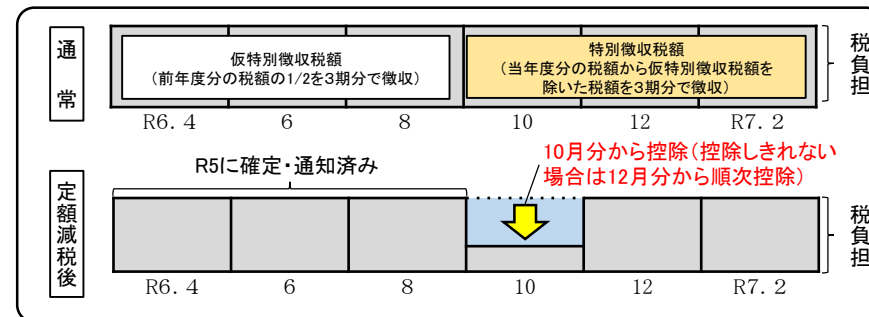 通常
仮特別徴収税額
(前年度分の税額の1/2を3期分で徴収)
特別徴収税額
(当年度分の税額から仮特別徴収税額を
除いた税額を3期分で徴収)
税負担
R6.4 6 8 10 12 R7.2
R5に確定・通知済み
10月分から控除(控除しきれない
場合は12月分から順次控除)
定額減税後
税負担
R6.4 6 8 10 12 R7.2